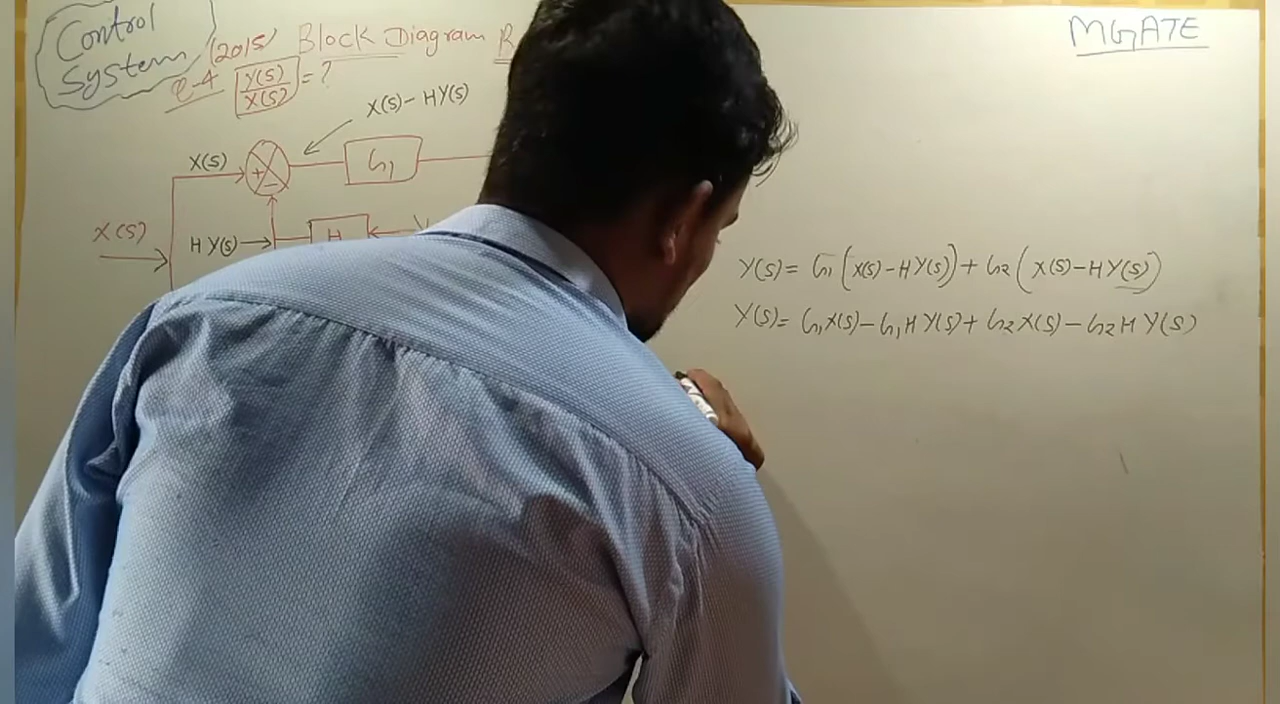 Control System
(2015) Block Diagram
MGATE
Q-4 Y(S)/X(S) = ?
X(S)-HY(S)
X(S)
+
-
G1
X(S)
HY(S)
H
Y(S)= G1(X(S)-HY(S))+G2(X(S)-HY(S))
Y(S)= G1X(S)-G1HY(S)+G2X(S)-G2HY(S)